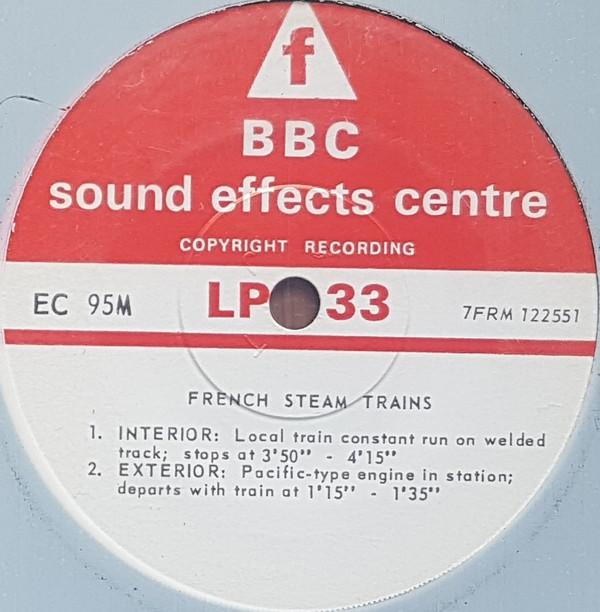 f
BBC
sound effects centre
COPYRIGHT RECORDING
EC 95M LP 33 7FRM 122551
FRENCH STEAM TRAINS
1. INTERIOR: Local train constant run on welded
track; stops at 3'50'' - 4'15''
2. EXTERIOR: Pacific-type engine in station;
departs with train at 1'15'' - 1'35''